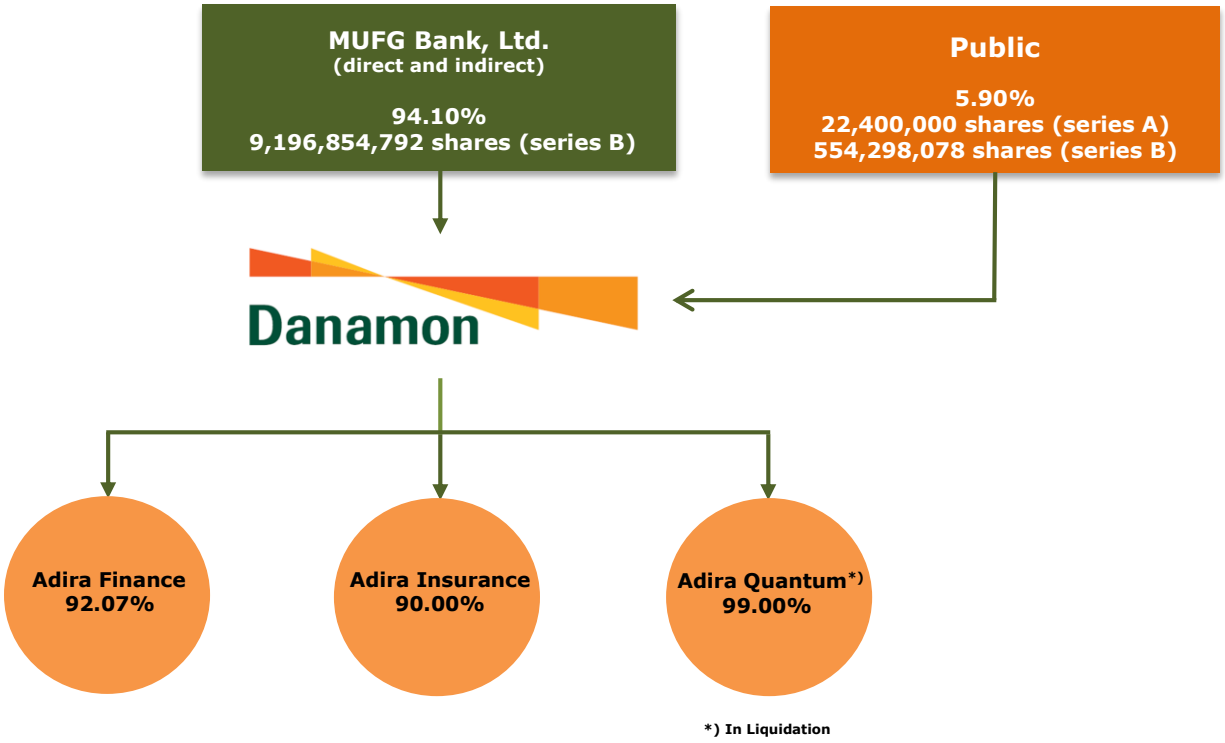 MUFG Bank, Ltd.
(direct and indirect)
94.10%
9,196,854,792 shares (series B)
Public
5.90%
22,400,000 shares (series A)
554,298,078 shares (series B)
Danamon
Adira Finance
92.07%
Adira Insurance
90.00%
Adira Quantum*)
99.00%
*) In Liquidation